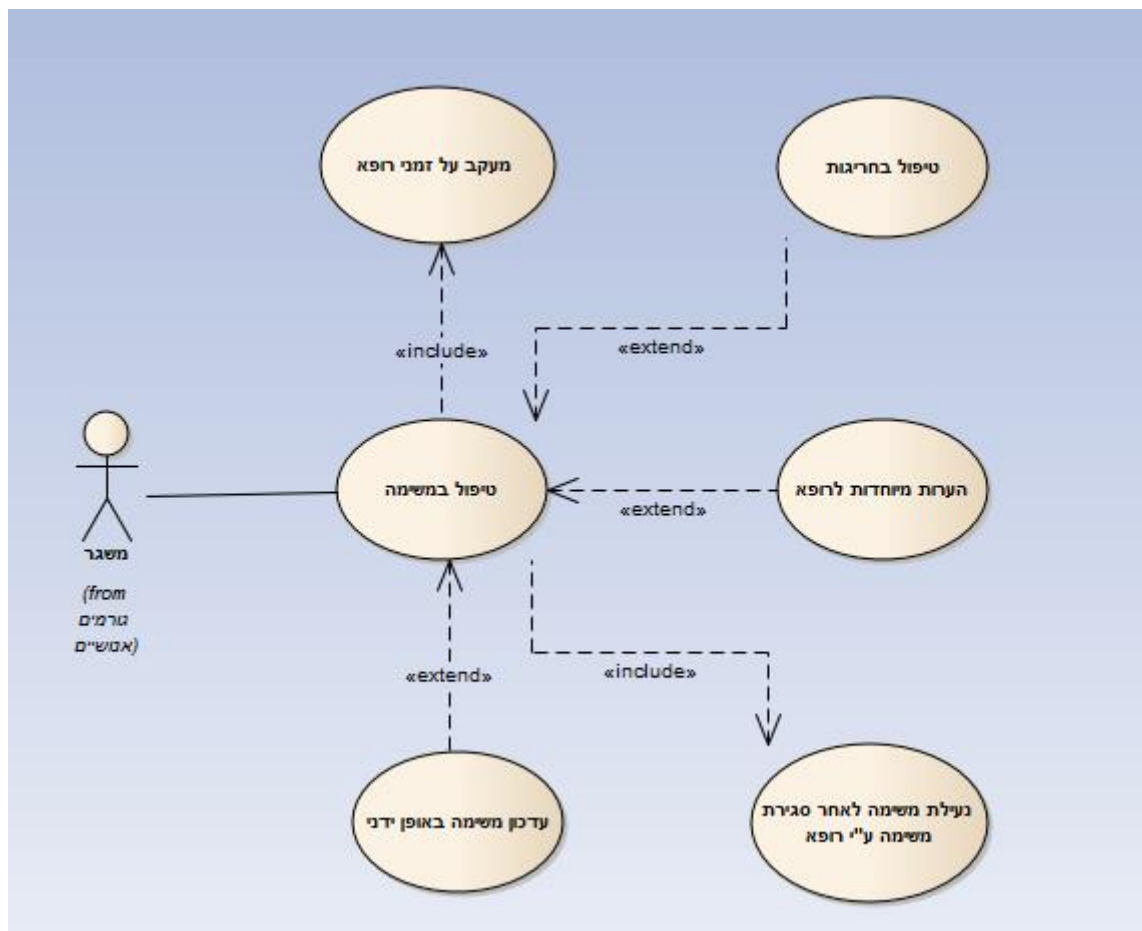 מעקב על זמני רופא
טיפול בחריגות
«include»
«extend»
טיפול במשימה
הערות מיוחדות לרופא
«extend»
משגר
(from
גורמים
אנושיים)
«extend»
«include»
עדכון משימה באופן ידני
נעילת משימה לאחר סגירת
משימה ע"י רופא